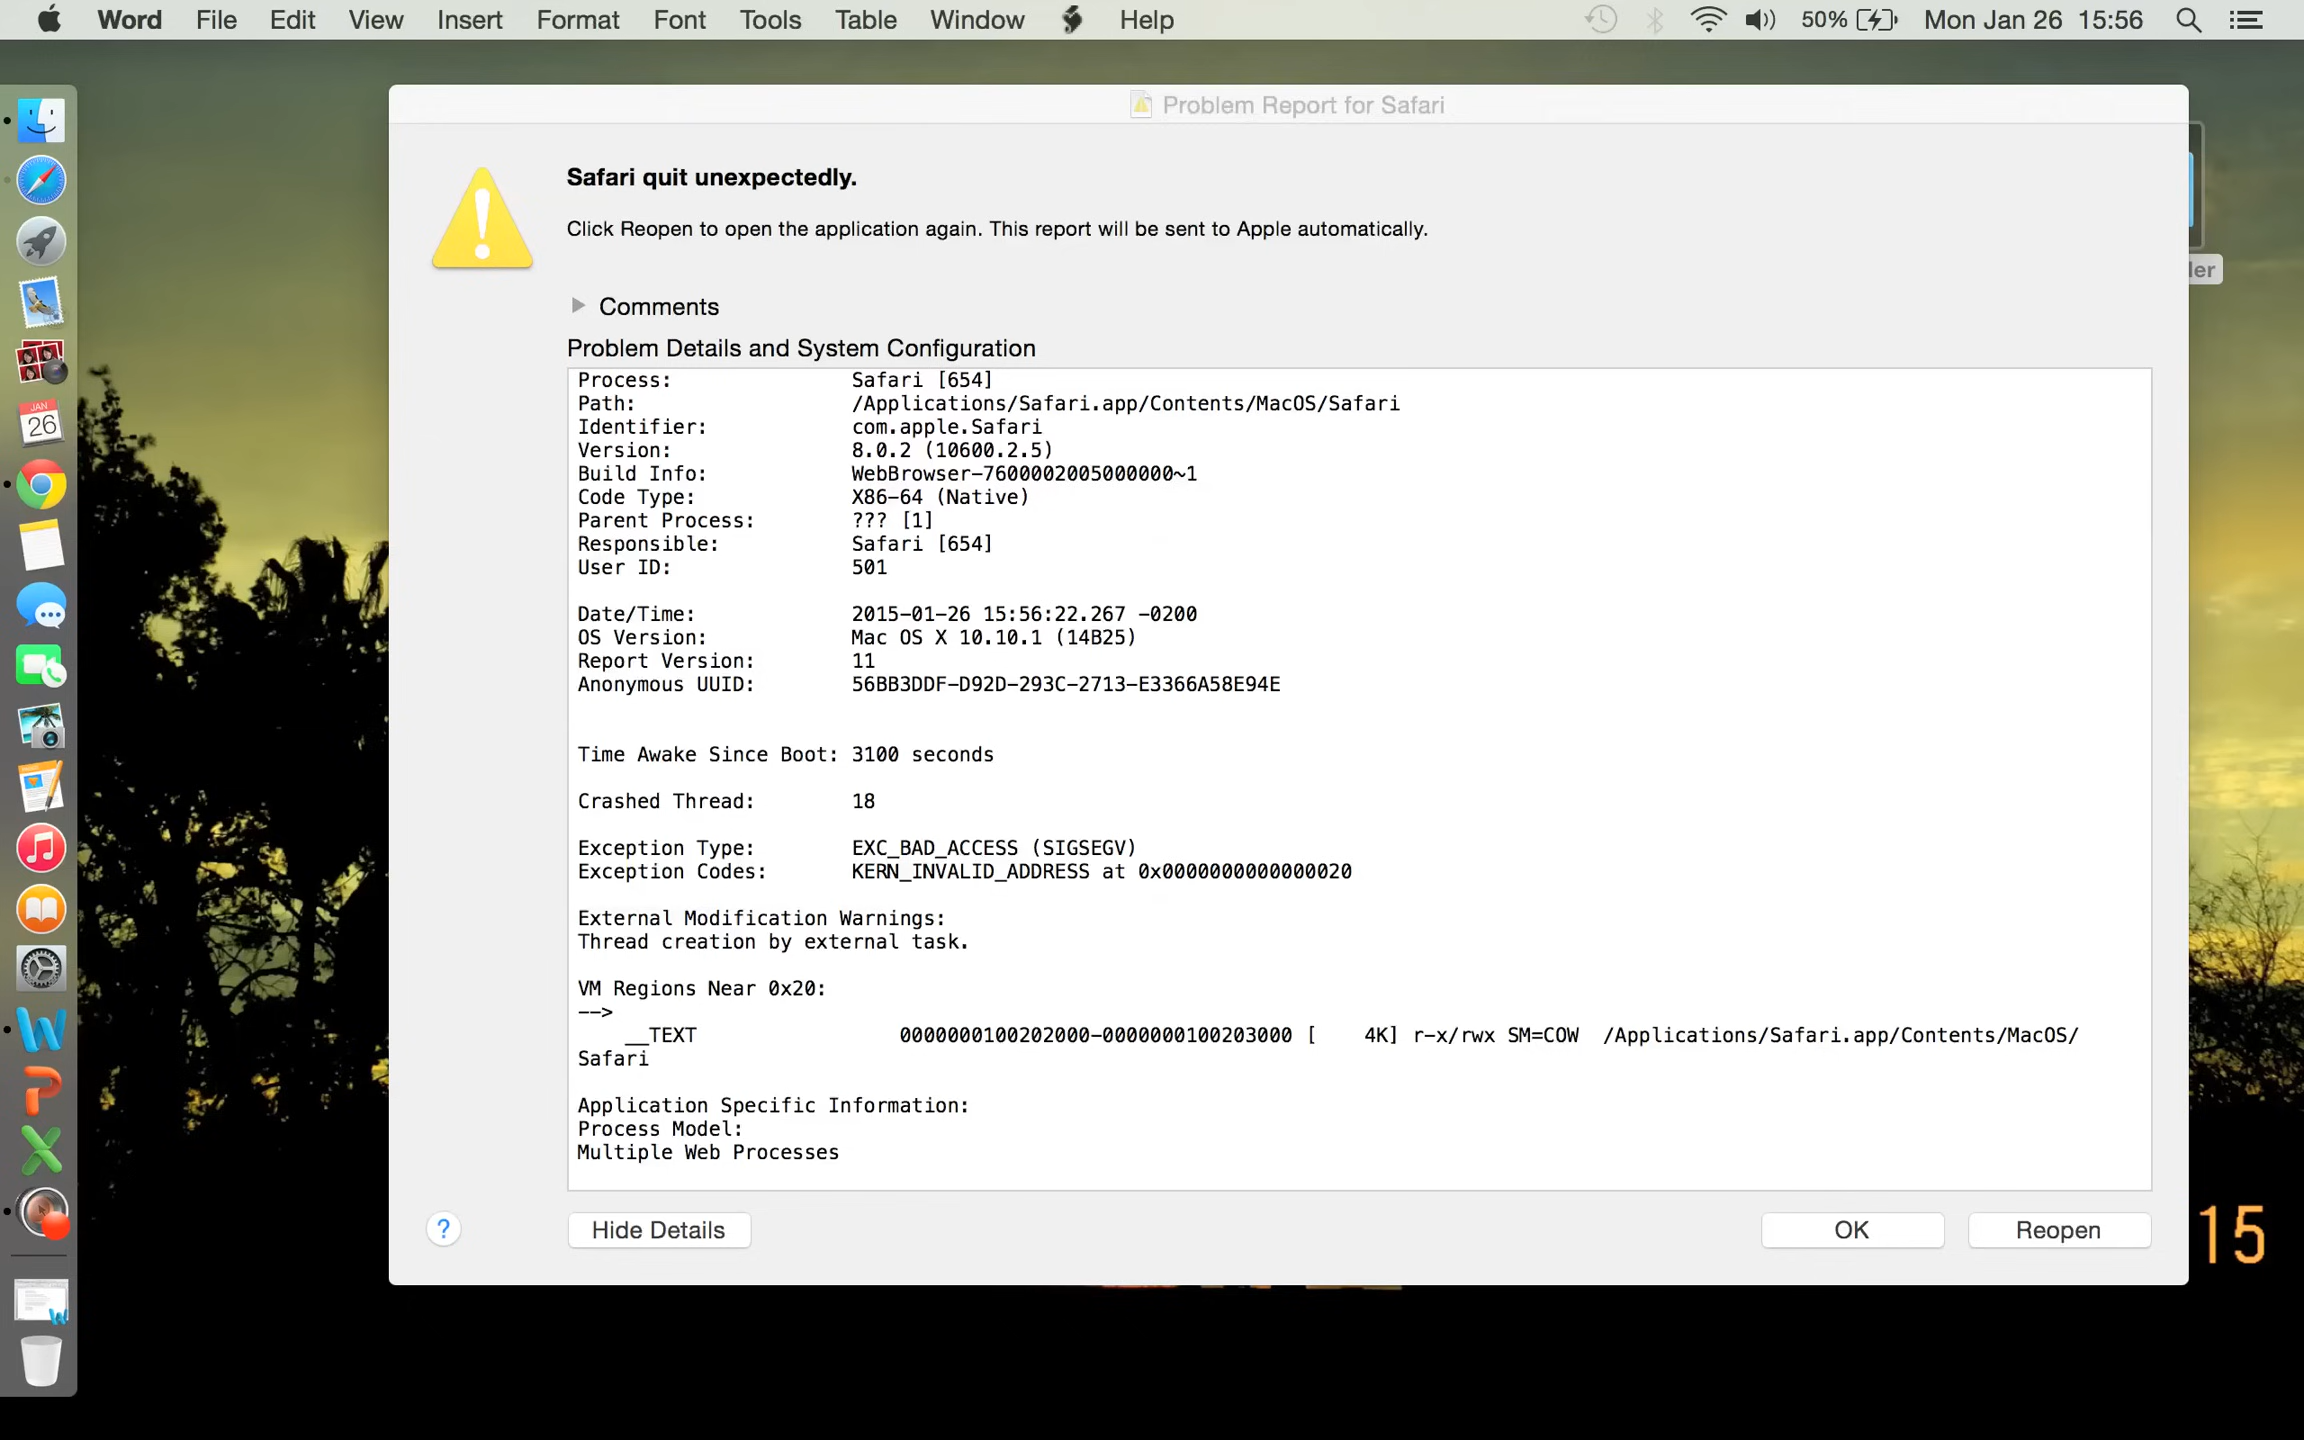 Word File Edit View Insert Format Font Tools Table Window Help 50% Mon Jan 26 15:56
Problem Report for Safari
Safari quit unexpectedly.
Click Reopen to open the application again. This report will be sent to Apple automatically.
ler
Comments
Problem Details and System Configuration
Process: Safari [654]
Path: /Applications/Safari.app/Contents/MacOS/Safari
Identifier: com.apple.Safari
Version: 8.0.2 (10600.2.5)
Build Info: WebBrowser-7600002005000000~1
Code Type: X86-64 (Native)
Parent Process: ??? [1]
Responsible: Safari [654]
User ID: 501
Date/Time: 2015-01-26 15:56:22.267 -0200
OS Version: Mac OS X 10.10.1 (14B25)
Report Version: 11
Anonymous UUID: 56BB3DDF-D92D-293C-2713-E3366A58E94E
Time Awake Since Boot: 3100 seconds
Crashed Thread: 18
Exception Type: EXC_BAD_ACCESS (SIGSEGV)
Exception Codes: KERN_INVALID_ADDRESS at 0x0000000000000020
External Modification Warnings:
Thread creation by external task.
VM Regions Near 0x20:
-->
__TEXT 0000000100202000-0000000100203000 [ 4K] r-x/rwx SM=COW /Applications/Safari.app/Contents/MacOS/
Safari
Application Specific Information:
Process Model:
Multiple Web Processes
? Hide Details OK Reopen
15
JAN
26